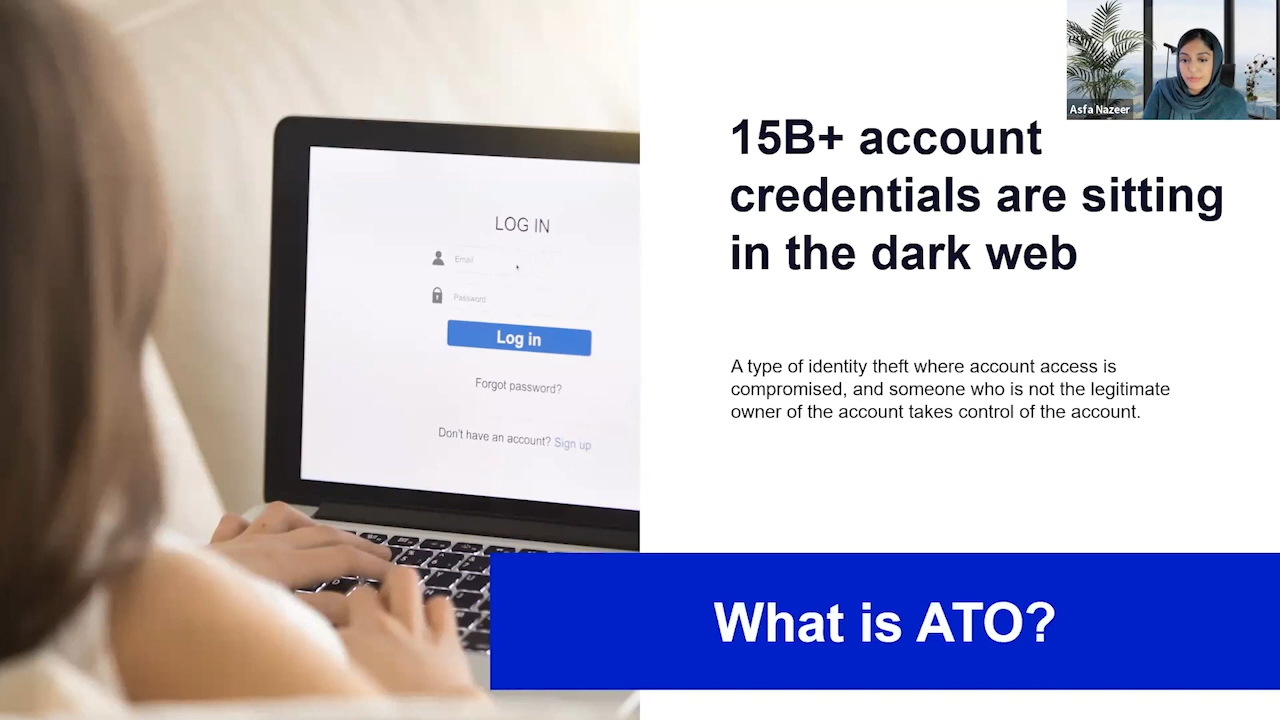 Asfa Nazeer
15B+ account
credentials are sitting
in the dark web
LOG IN
Email
Password
Log in
Forgot password?
Don't have an account? Sign up
A type of identity theft where account access is
compromised, and someone who is not the legitimate
owner of the account takes control of the account.
What is ATO?